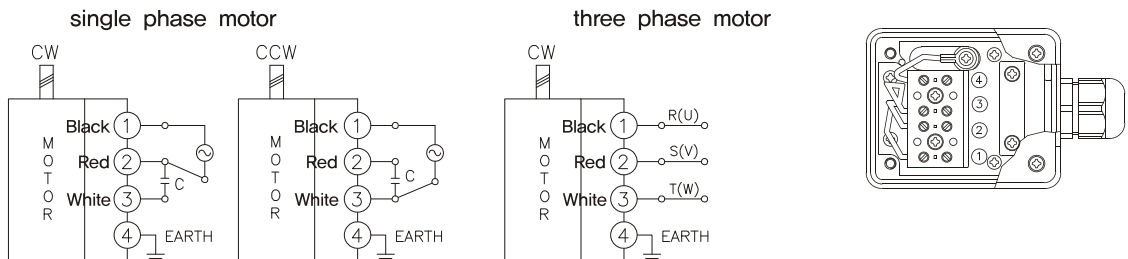 single phase motor
three phase motor
CW
CCW
CW
MOTOR
Black 1
Red 2
C
White 3
4 EARTH
MOTOR
Black 1
Red 2
C
White 3
4 EARTH
MOTOR
Black 1 R(U)
Red 2 S(V)
White 3 T(W)
4 EARTH
4
3
2
1